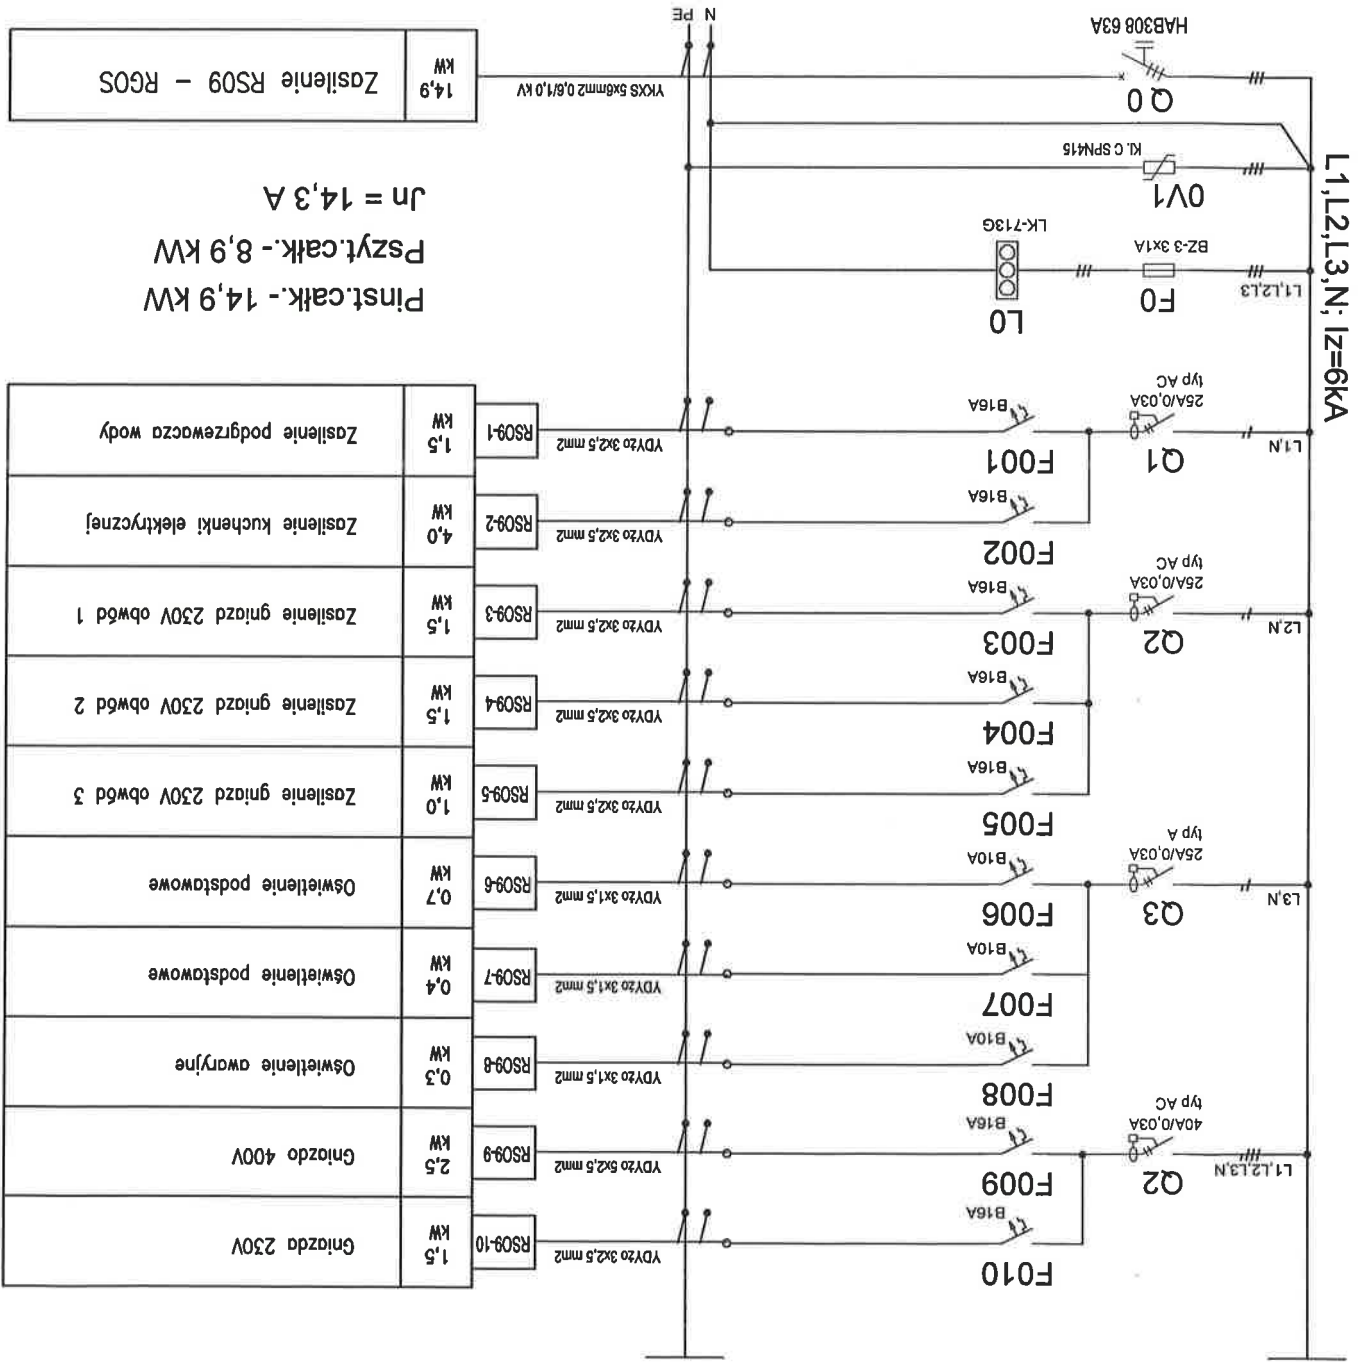 L1,L2,L3,N; Iz=6kA
Q0
HAB308 63A
N
PE
YKXS 5x6mm2 0,6/1,0 kV
14,9
kW
Zasilenie RS09 – RGOS
0V1
Kl. C SPN415
L1,L2,L3
F0
BZ-3 3x1A
L0
LK-713G
Pinst.całk.- 14,9 kW
Pszyt.całk.- 8,9 kW
Jn = 14,3 A
L1,N
Q1
25A/0,03A
typ AC
F001
B16A
YDYżo 3x2,5 mm2
RS09-1
1,5
kW
Zasilenie podgrzewacza wody
F002
B16A
YDYżo 3x2,5 mm2
RS09-2
4,0
kW
Zasilenie kuchenki elektrycznej
L2,N
Q2
25A/0,03A
typ AC
F003
B16A
YDYżo 3x2,5 mm2
RS09-3
1,5
kW
Zasilenie gniazd 230V obwód 1
F004
B16A
YDYżo 3x2,5 mm2
RS09-4
1,5
kW
Zasilenie gniazd 230V obwód 2
F005
B16A
YDYżo 3x2,5 mm2
RS09-5
1,0
kW
Zasilenie gniazd 230V obwód 3
L3,N
Q3
25A/0,03A
typ A
F006
B10A
YDYżo 3x1,5 mm2
RS09-6
0,7
kW
Oświetlenie podstawowe
F007
B10A
YDYżo 3x1,5 mm2
RS09-7
0,4
kW
Oświetlenie podstawowe
F008
B10A
YDYżo 3x1,5 mm2
RS09-8
0,3
kW
Oświetlenie awaryjne
L1,L2,L3,N
Q2
40A/0,03A
typ AC
F009
B16A
YDYżo 5x2,5 mm2
RS09-9
2,5
kW
Gniazdo 400V
F010
B16A
YDYżo 3x2,5 mm2
RS09-10
1,5
kW
Gniazda 230V